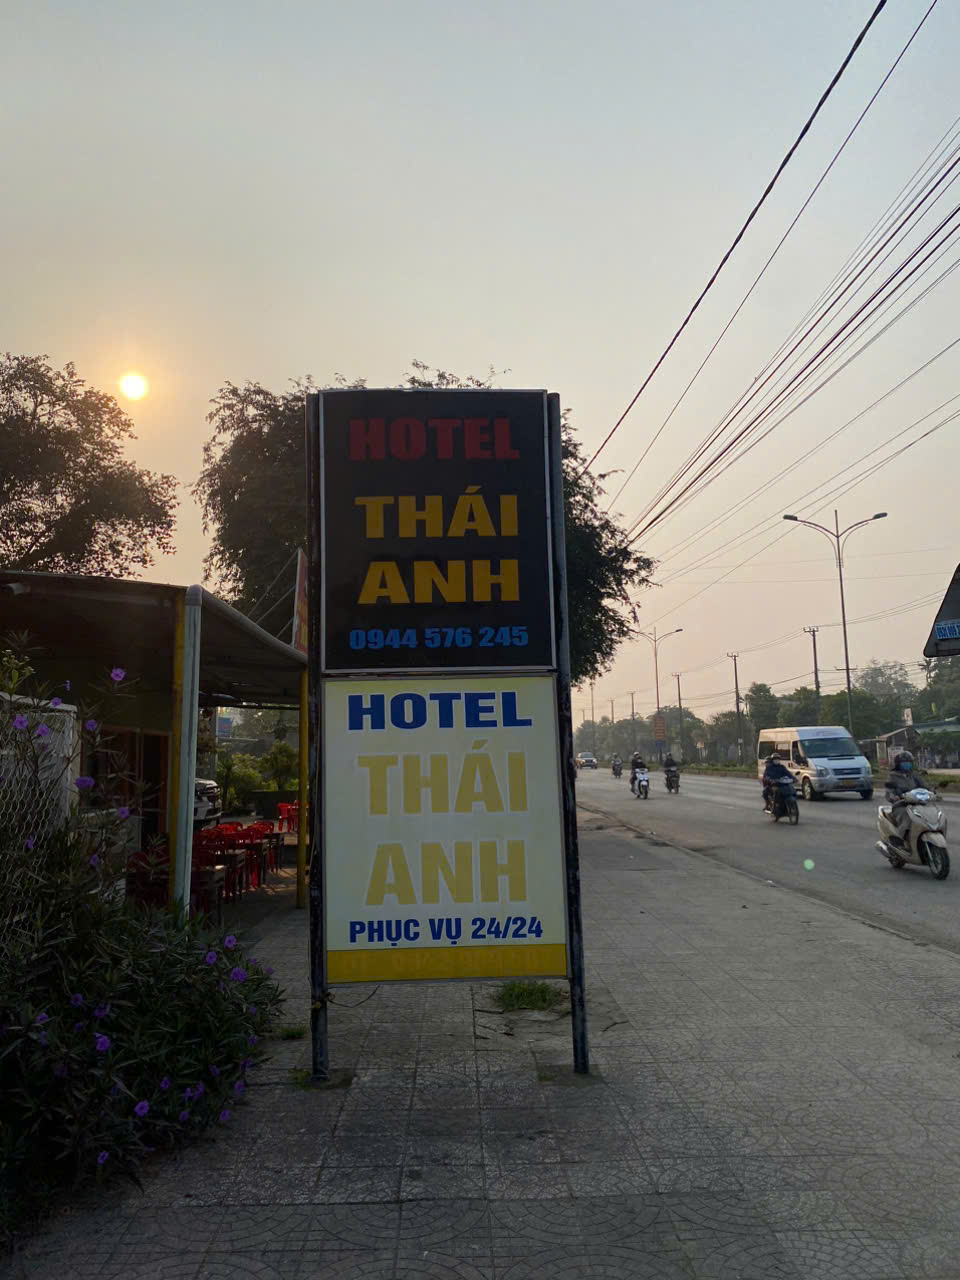 HOTEL
THÁI
ANH
0944 576 245
HOTEL
THÁI
ANH
PHỤC VỤ 24/24